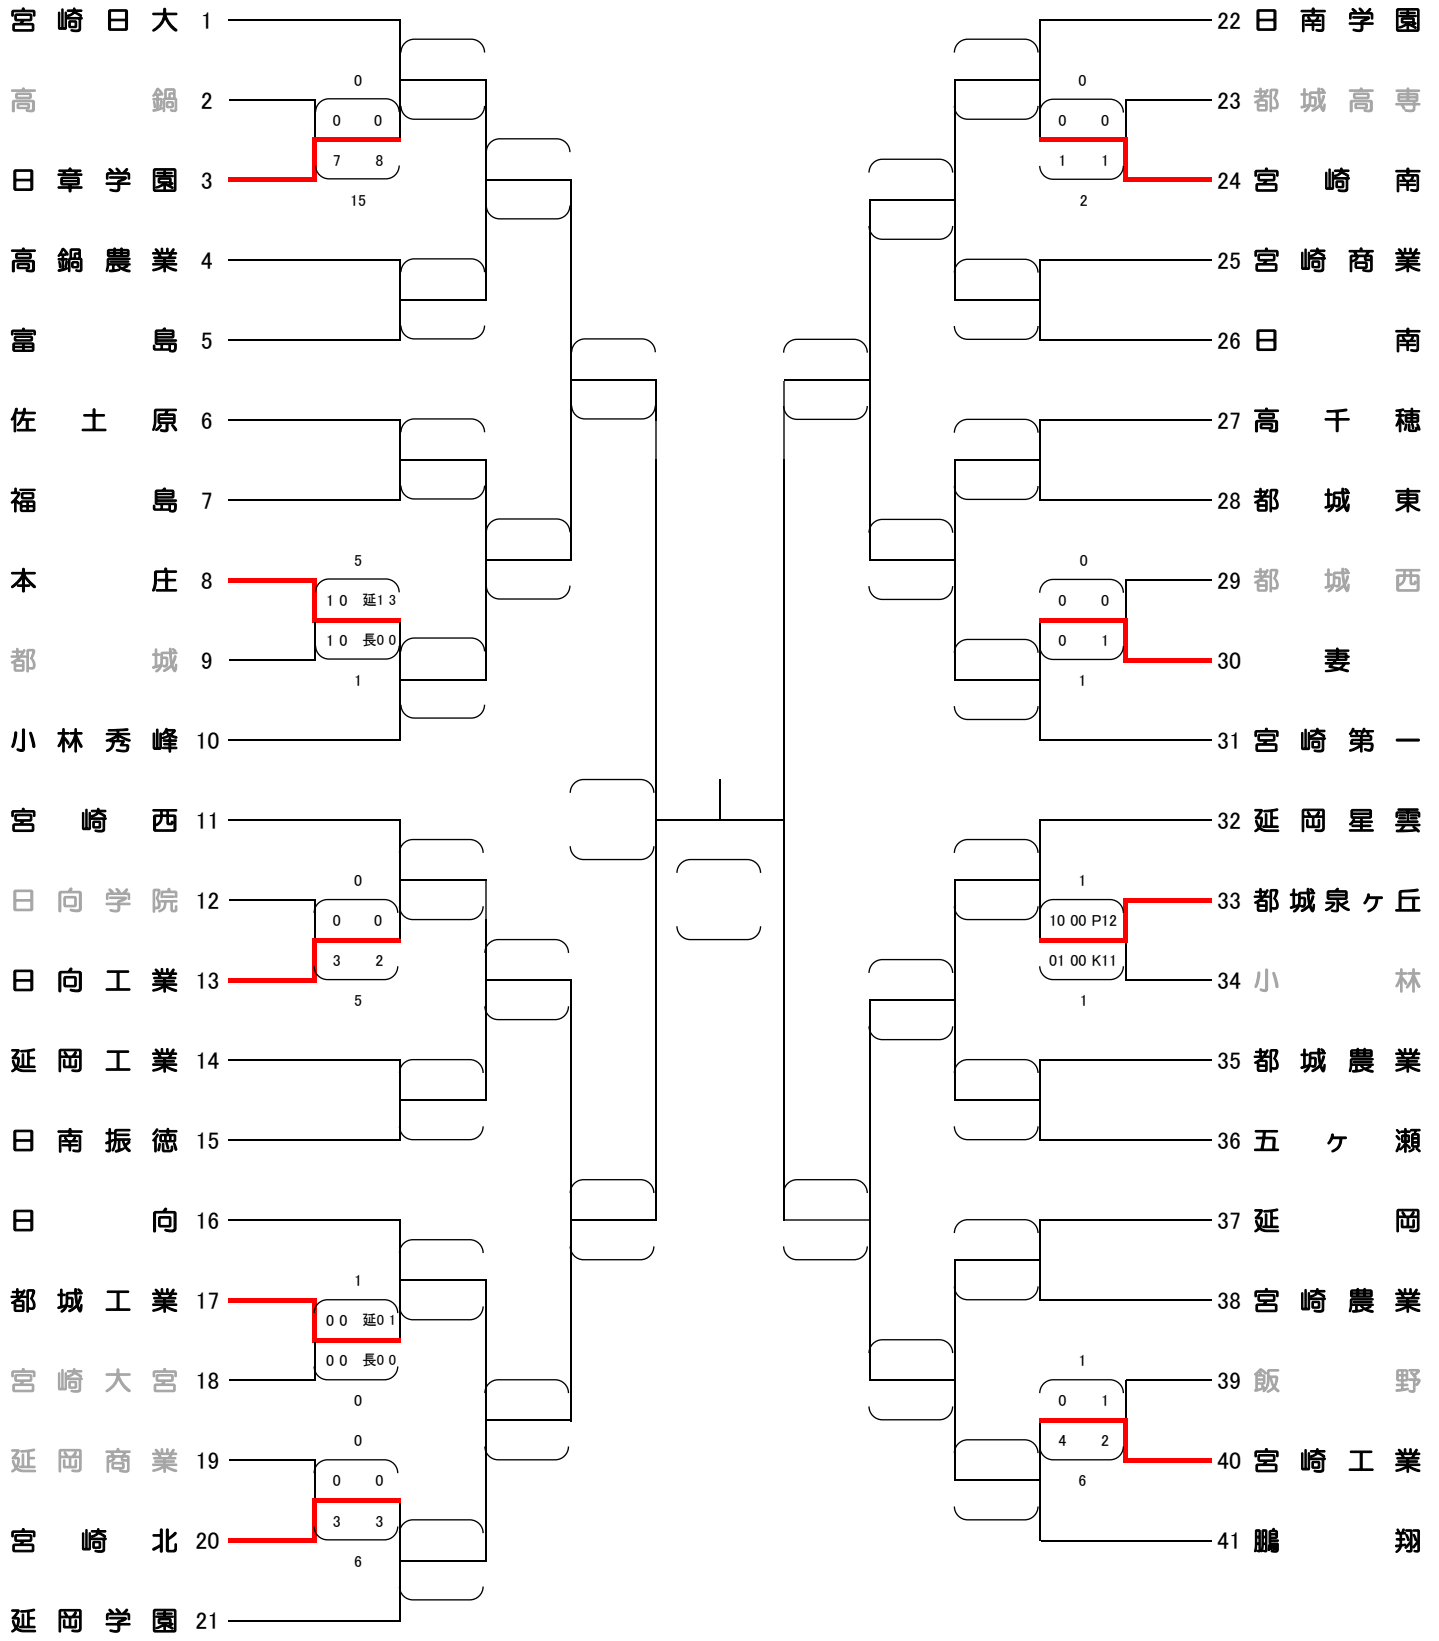 宮崎日大 1
0
高鍋 2
0 0
7 8
日章学園 3
15
高鍋農業 4
富島 5
佐土原 6
福島 7
5
本庄 8
1 0 延1 3
1 0 長0 0
都城 9
1
小林秀峰 10
宮崎西 11
0
日向学院 12
0 0
3 2
日向工業 13
5
延岡工業 14
日南振徳 15
日向 16
1
都城工業 17
0 0 延0 1
0 0 長0 0
宮崎大宮 18
0
0
延岡商業 19
0 0
3 3
宮崎北 20
6
延岡学園 21
22 日南学園
0
23 都城高専
0 0
1 1
24 宮崎南
2
25 宮崎商業
26 日南
27 高千穂
28 都城東
0
29 都城西
0 0
0 1
30 妻
1
31 宮崎第一
32 延岡星雲
1
33 都城泉ヶ丘
10 00 P12
01 00 K11
34 小林
1
35 都城農業
36 五ヶ瀬
37 延岡
38 宮崎農業
1
39 飯野
0 1
4 2
40 宮崎工業
6
41 鵬翔